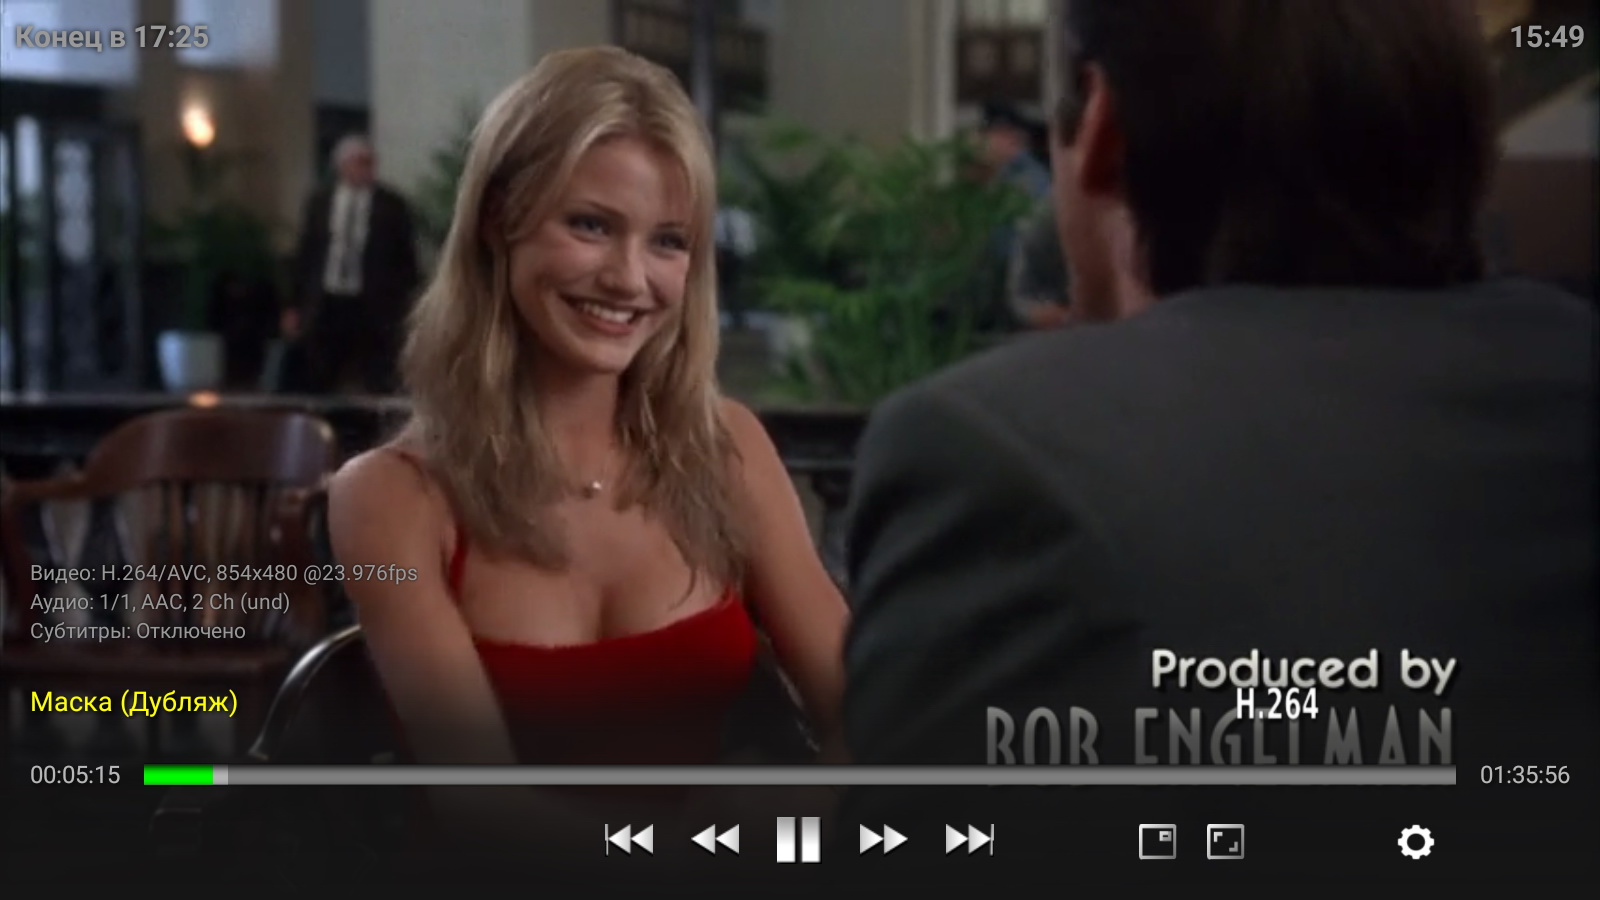 Конец в 17:25
15:49
Видео: H.264/AVC, 854x480 @23.976fps
Аудио: 1/1, AAC, 2 Ch (und)
Субтитры: Отключено
Produced by
H.264
BOB ENGELMAN
Маска (Дубляж)
00:05:15
01:35:56